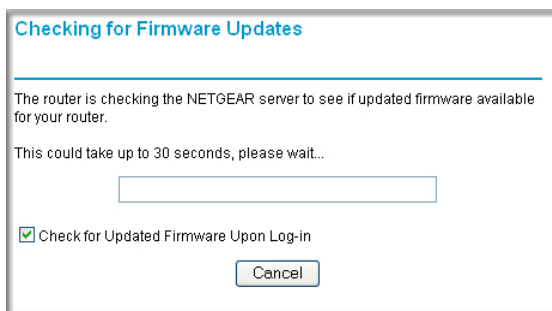 Checking for Firmware Updates
The router is checking the NETGEAR server to see if updated firmware available
for your router.
This could take up to 30 seconds, please wait...
Check for Updated Firmware Upon Log-in
Cancel